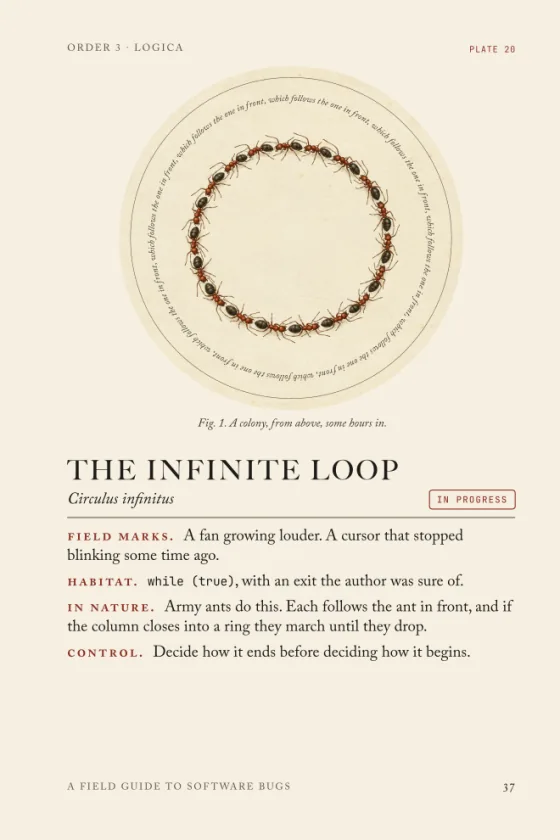 ORDER 3 · LOGICA
PLATE 20
which follows the one in front, which follows the one in front, which follows the one in front, which follows the one in front, which follows the one in front, which follows the one in front, which follows the one in front, which follows the one in front,
Fig. 1. A colony, from above, some hours in.
THE INFINITE LOOP
Circulus infinitus
IN PROGRESS
FIELD MARKS. A fan growing louder. A cursor that stopped
blinking some time ago.
HABITAT. while (true), with an exit the author was sure of.
IN NATURE. Army ants do this. Each follows the ant in front, and if
the column closes into a ring they march until they drop.
CONTROL. Decide how it ends before deciding how it begins.
A FIELD GUIDE TO SOFTWARE BUGS
37